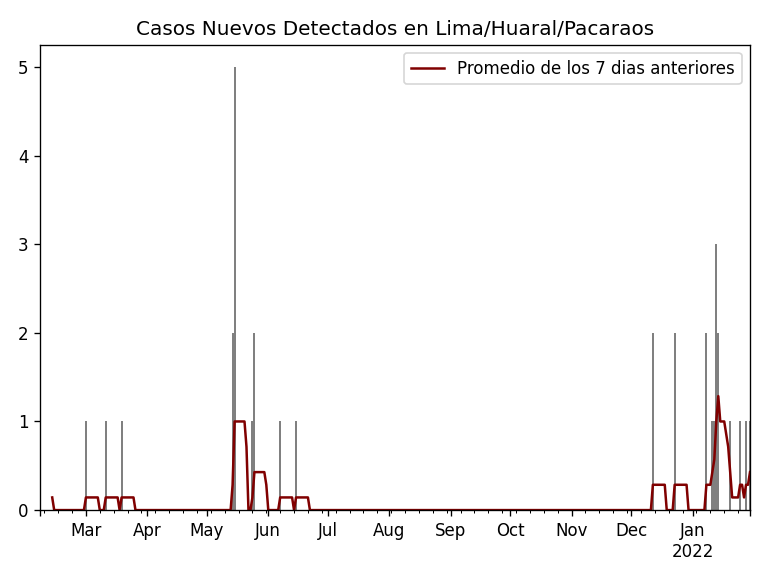 Casos Nuevos Detectados en Lima/Huaral/Pacaraos
Promedio de los 7 dias anteriores
5
4
3
2
1
0
Mar Apr May Jun Jul Aug Sep Oct Nov Dec Jan
2022